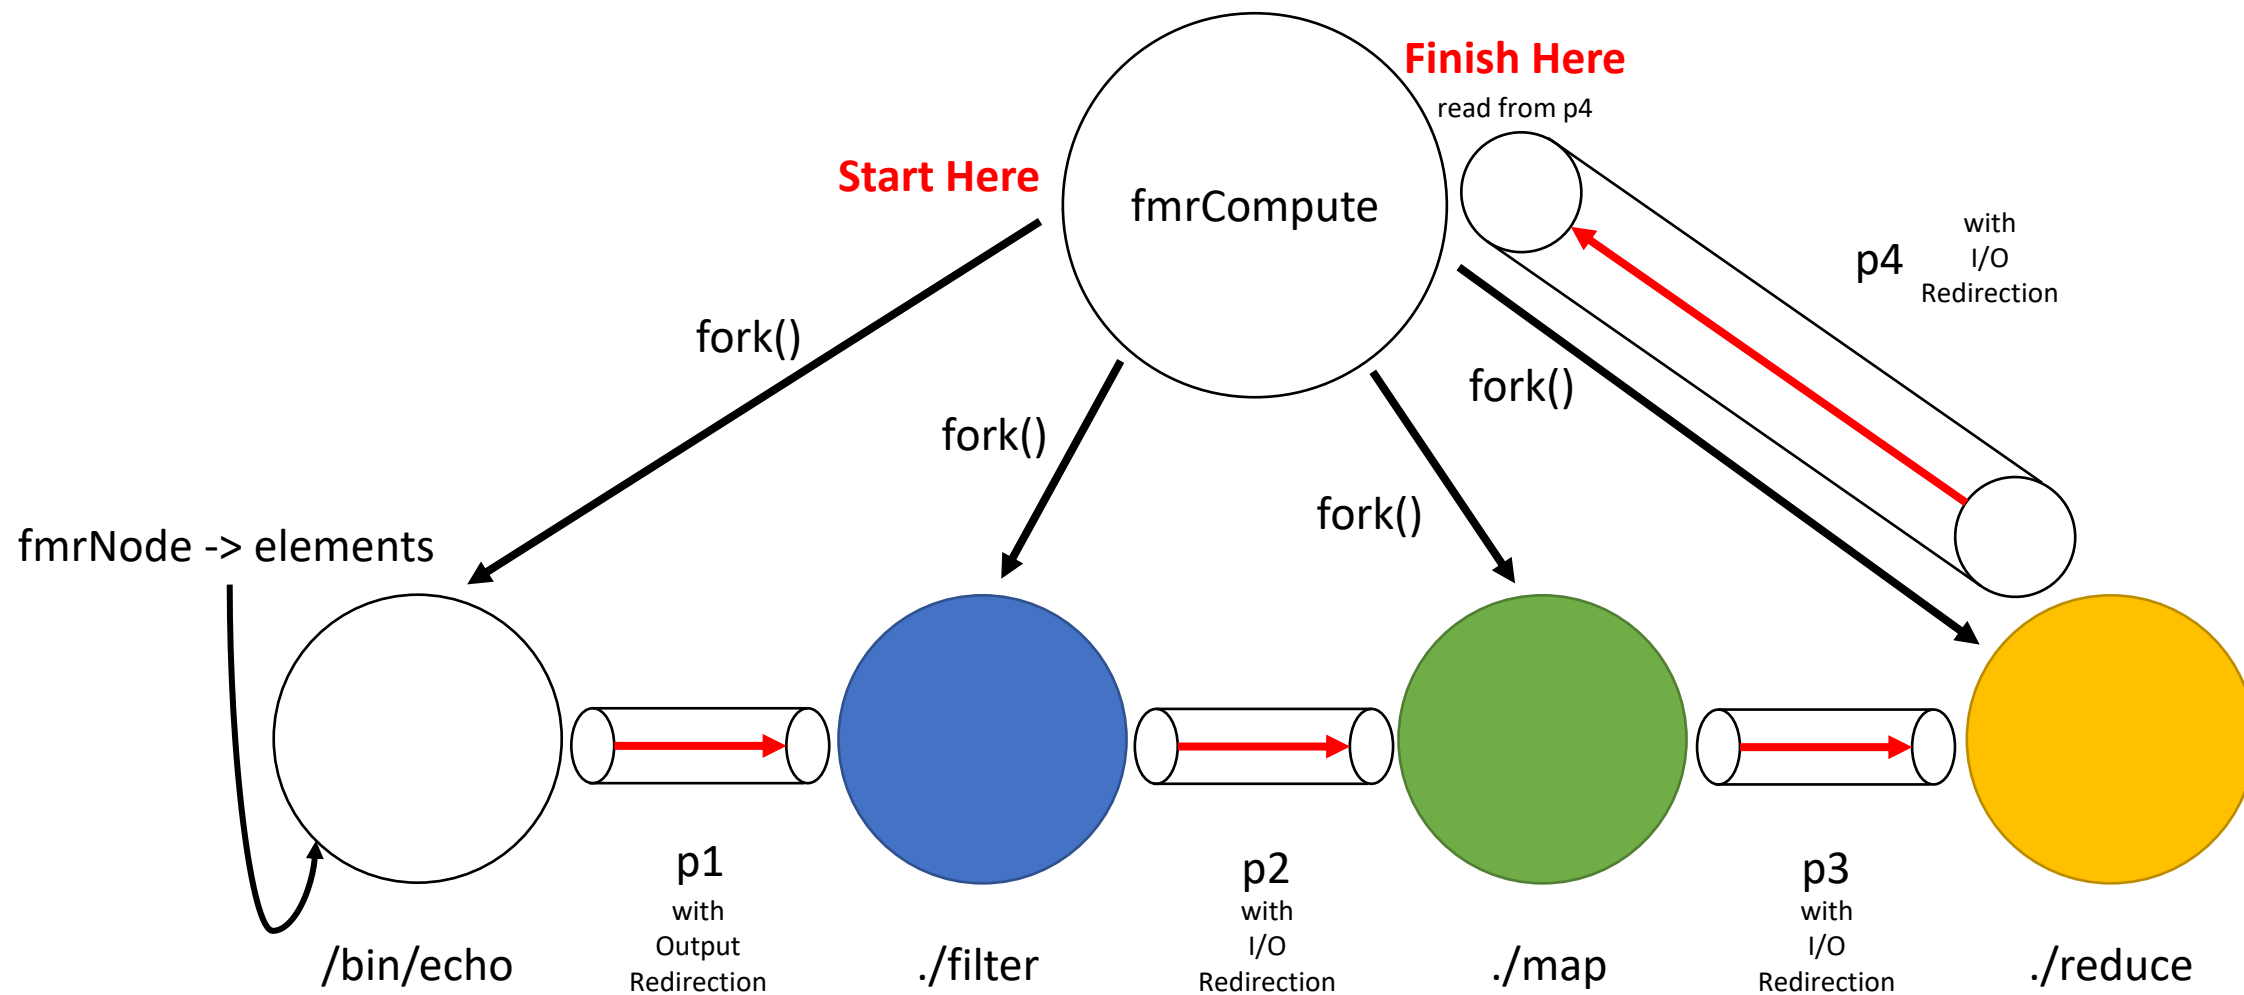 Finish Here
read from p4
Start Here
fmrCompute
p4
with
I/O
Redirection
fork()
fork()
fork()
fork()
fmrNode -> elements
p1
with
Output
Redirection
p2
with
I/O
Redirection
p3
with
I/O
Redirection
/bin/echo
./filter
./map
./reduce